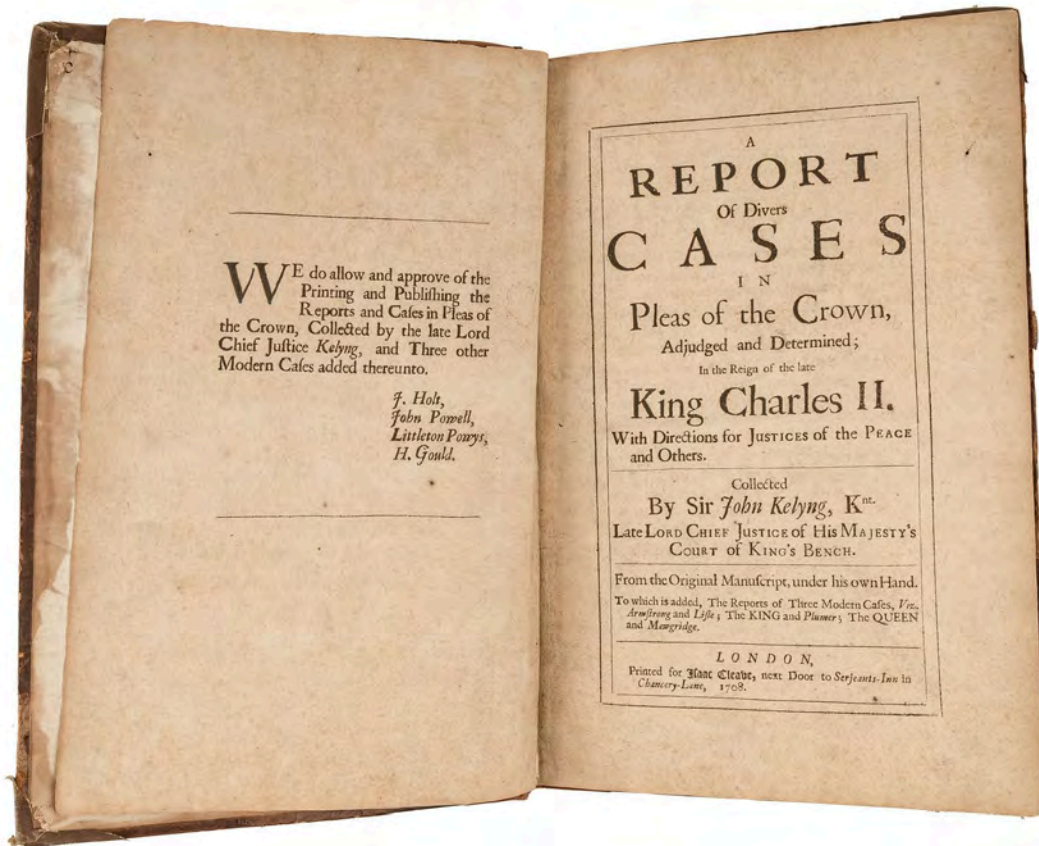 WE do allow and approve of the
Printing and Publiſhing the
Reports and Caſes in Pleas of
the Crown, Collected by the late Lord
Chief Juſtice Kelyng, and Three other
Modern Caſes added thereunto.
J. Holt,
John Powell,
Littleton Powys,
H. Gould.
A
REPORT
Of Divers
CASES
IN
Pleas of the Crown,
Adjudged and Determined;
In the Reign of the late
King Charles II.
With Directions for JUSTICES of the PEACE
and Others.
Collected
By Sir John Kelyng, Knt.
Late LORD CHIEF JUSTICE of HIS MAJESTY'S
COURT of KING'S BENCH.
From the Original Manuſcript, under his own Hand.
To which is added, The Reports of Three Modern Caſes, Viz.
Armſtrong and Liſle; The KING and Plumer; The QUEEN
and Mawgridge.
LONDON,
Printed for Iſaac Cleave, next Door to Serjeants-Inn in
Chancery-Lane, 1708.